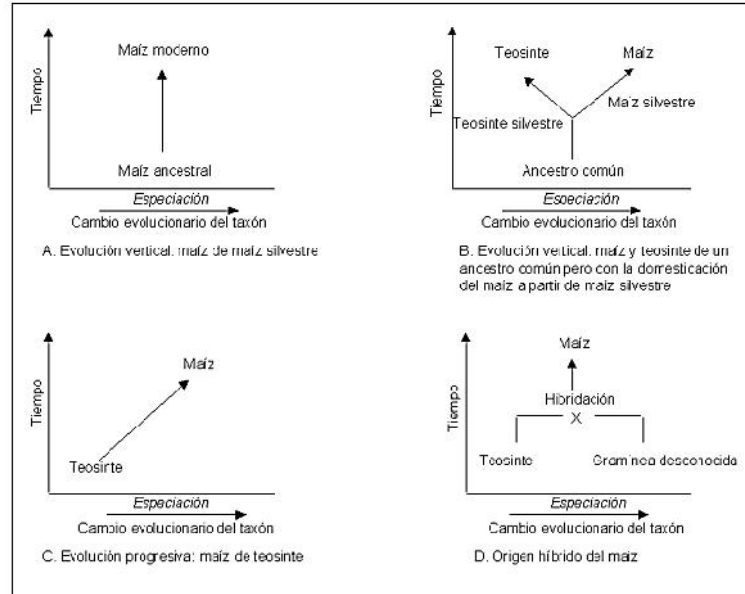 Tiempo
Maíz moderno
Maíz ancestral
Especiación
Cambio evolucionario del taxón
A. Evolución vertical: maíz de maíz silvestre
Tiempo
Teosinte
Maíz
Teosinte silvestre
Maíz silvestre
Ancestro común
Especiación
Cambio evolucionario del taxón
B. Evolución vertical: maíz y teosinte de un
ancestro común pero con la domesticación
del maíz a partir de maíz silvestre
Tiempo
Maíz
Teosinte
Especiación
Cambio evolucionario del taxón
C. Evolución progresiva: maíz de teosinte
Tiempo
Maíz
Hibridación
X
Teosinte
Gramínea desconocida
Especiación
Cambio evolucionario del taxón
D. Origen híbrido del maíz